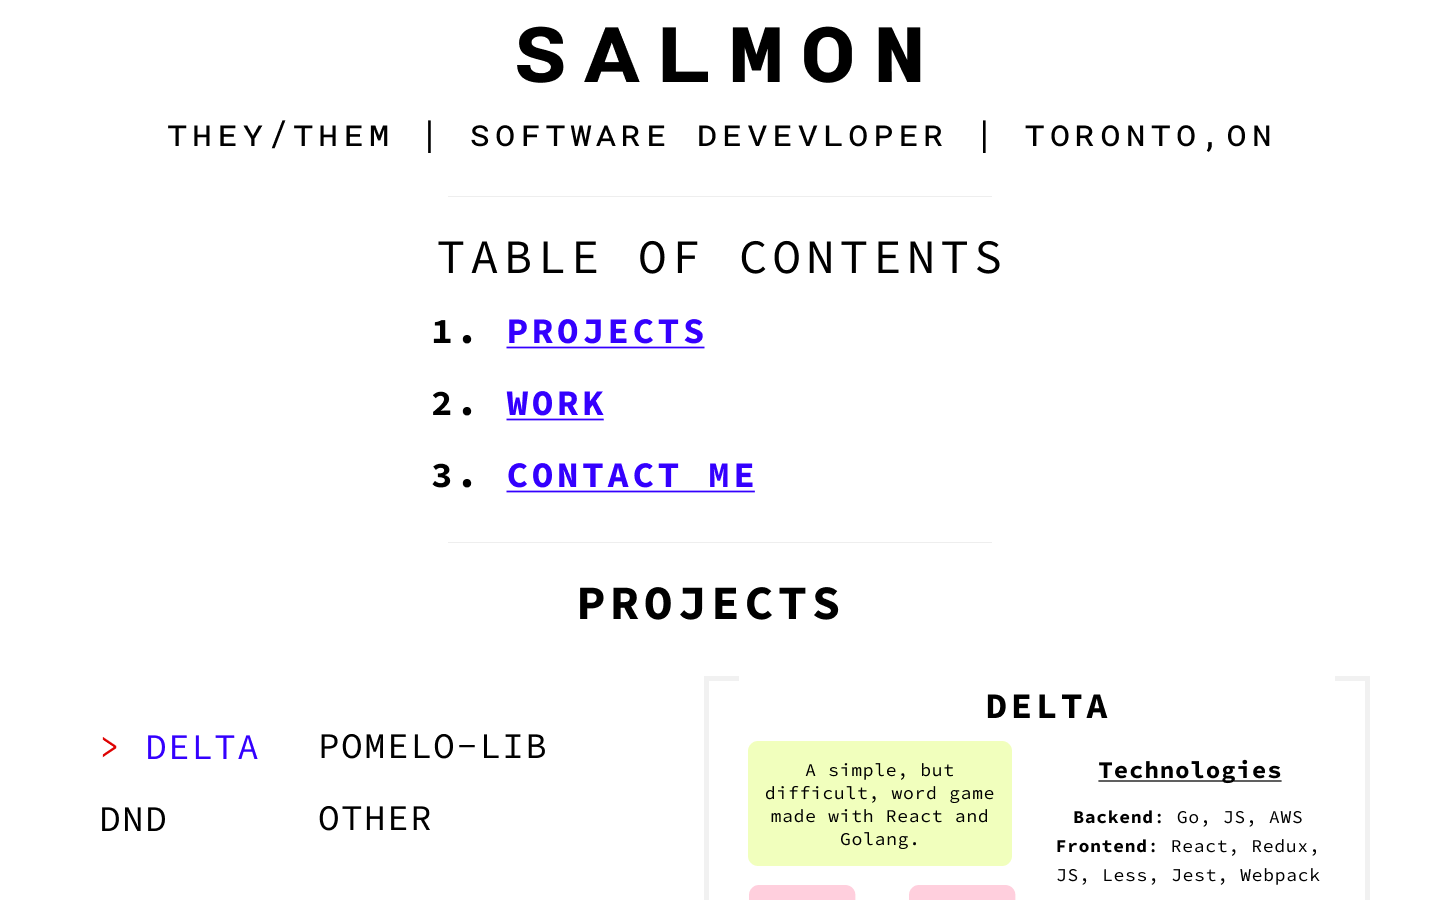 SALMON
THEY/THEM | SOFTWARE DEVEVLOPER | TORONTO,ON
TABLE OF CONTENTS
1. PROJECTS
2. WORK
3. CONTACT ME
PROJECTS
> DELTA POMELO-LIB
DND OTHER
DELTA
A simple, but
difficult, word game
made with React and
Golang.
Technologies
Backend: Go, JS, AWS
Frontend: React, Redux,
JS, Less, Jest, Webpack